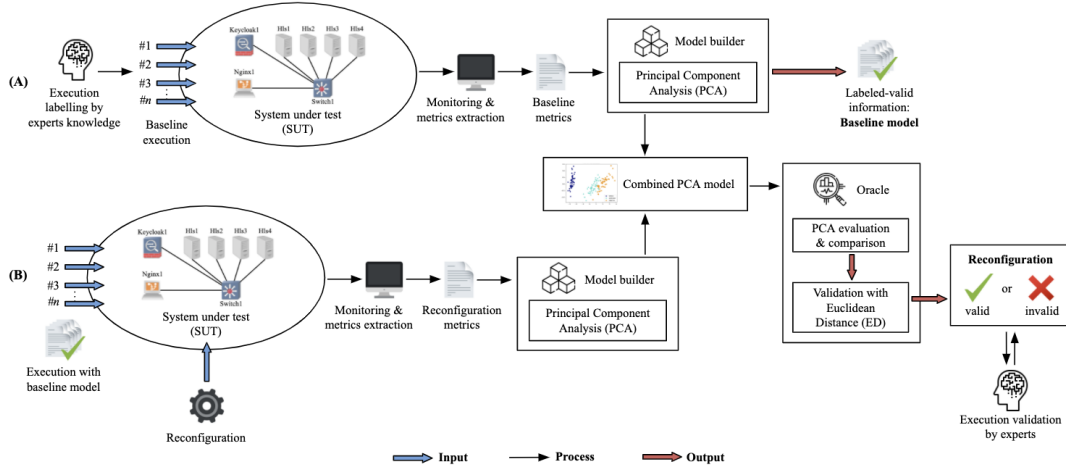 (A)
Execution
labelling by
experts knowledge
#1
#2
#3
#n
Baseline
execution
Keycloak1
Hls1
Hls2
Hls3
Hls4
Nginx1
Switch1
System under test
(SUT)
Monitoring &
metrics extraction
Baseline
metrics
Model builder
Principal Component
Analysis (PCA)
Labeled-valid
information:
Baseline model
Combined PCA model
Oracle
PCA evaluation
& comparison
Validation with
Euclidean
Distance (ED)
Reconfiguration
or
valid
invalid
Execution validation
by experts
(B)
#1
#2
#3
#n
Execution with
baseline model
Keycloak1
Hls1
Hls2
Hls3
Hls4
Nginx1
Switch1
System under test
(SUT)
Reconfiguration
Monitoring &
metrics extraction
Reconfiguration
metrics
Model builder
Principal Component
Analysis (PCA)
Input
Process
Output